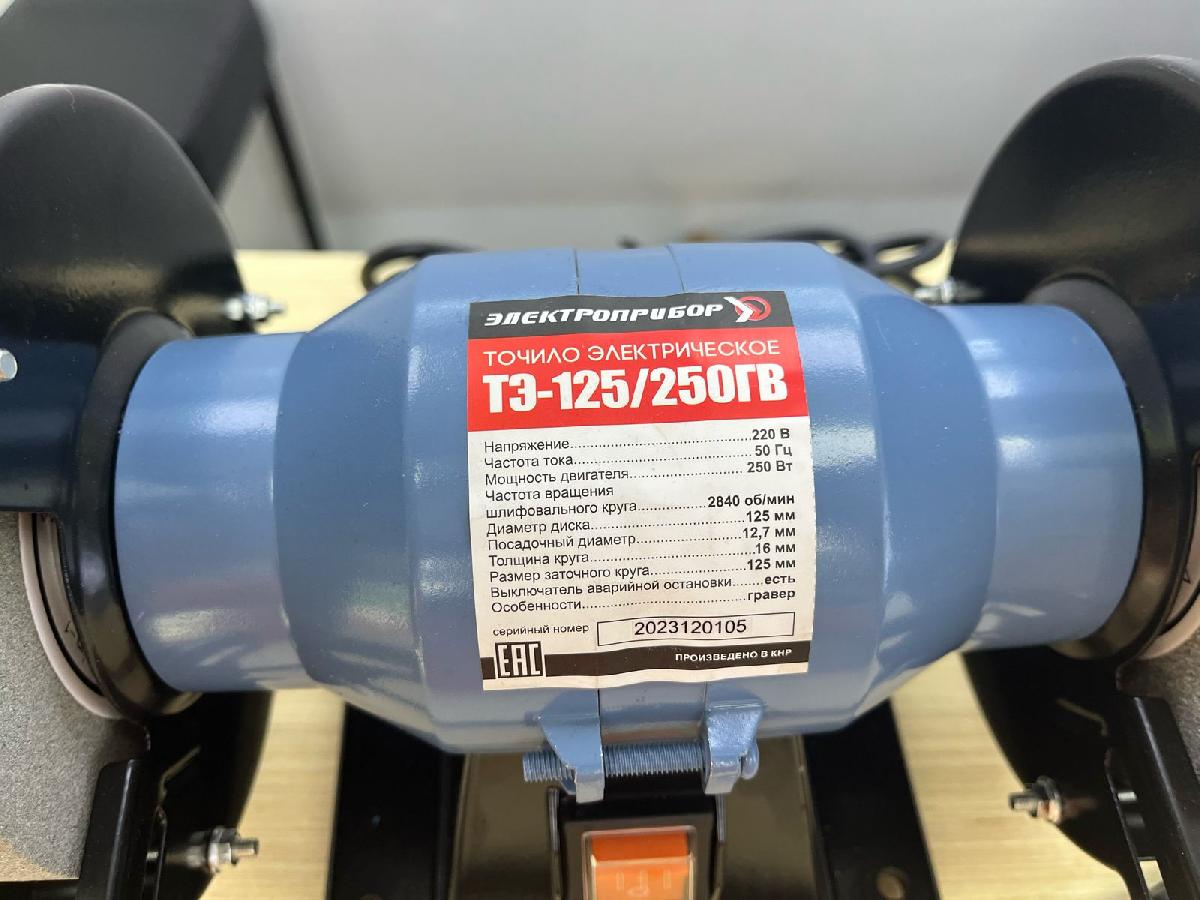 ЭЛЕКТРОПРИБОР
ТОЧИЛО ЭЛЕКТРИЧЕСКОЕ
ТЭ-125/250ГВ
Напряжение............................220 В
Частота тока............................50 Гц
Мощность двигателя....................250 Вт
Частота вращения
шлифовального круга................2840 об/мин
Диаметр диска............................125 мм
Посадочный диаметр....................12,7 мм
Толщина круга............................16 мм
Размер заточного круга................125 мм
Выключатель аварийной остановки.......есть
Особенности............................гравер
серийный номер 2023120105
EAC ПРОИЗВЕДЕНО В КНР